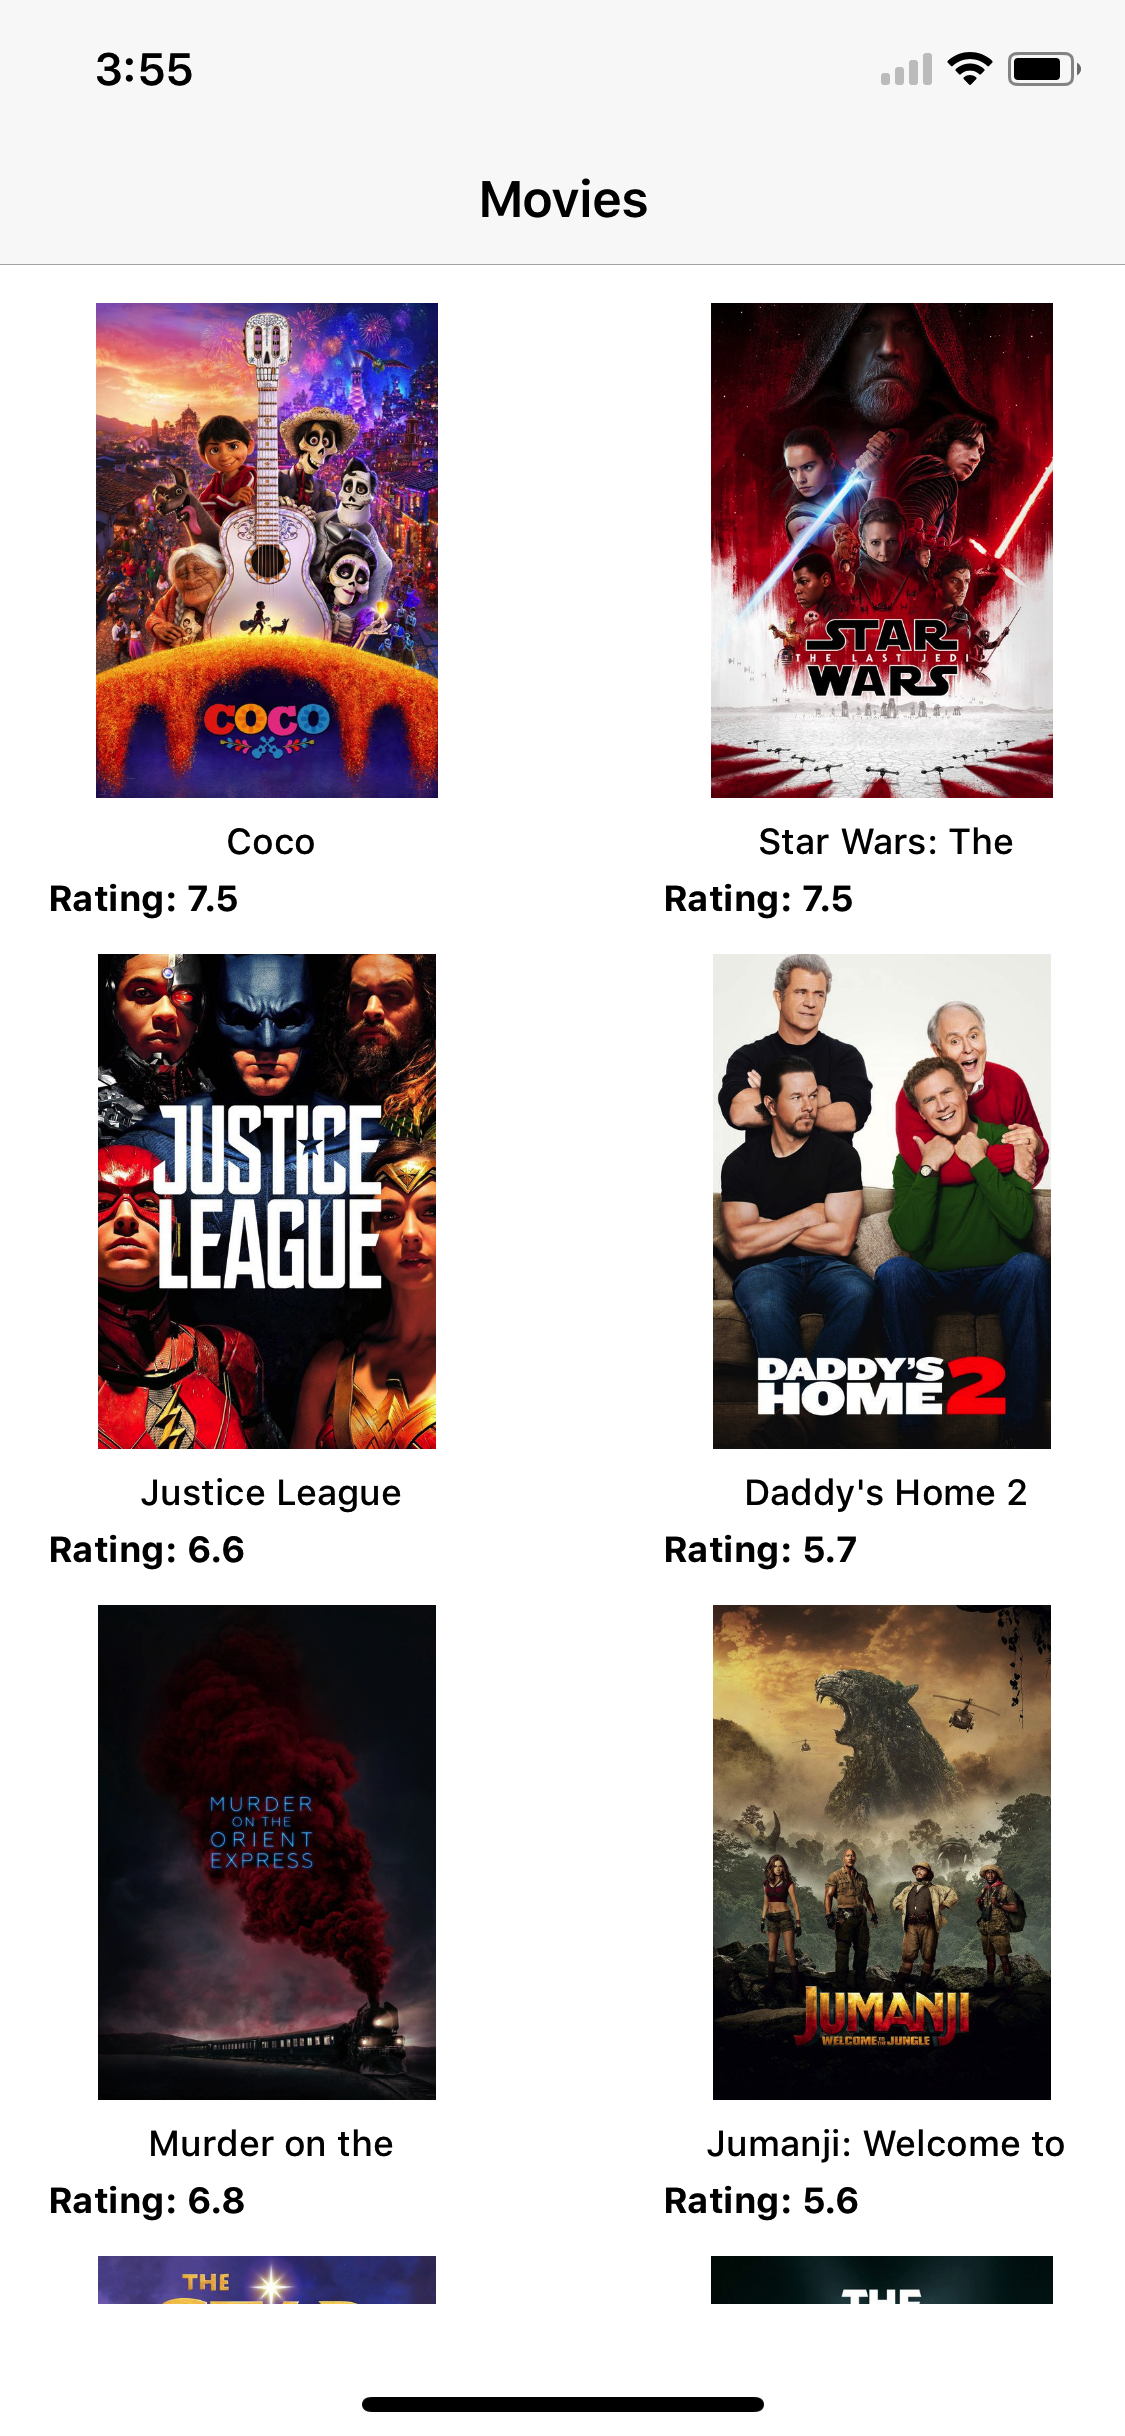 3:55
Movies
COCO
STAR
THE LAST JEDI
WARS
Coco
Star Wars: The
Rating: 7.5
Rating: 7.5
JUSTICE
LEAGUE
DADDY'S
HOME 2
Justice League
Daddy's Home 2
Rating: 6.6
Rating: 5.7
MURDER
ON THE
ORIENT
EXPRESS
JUMANJI
WELCOME TO THE JUNGLE
Murder on the
Jumanji: Welcome to
Rating: 6.8
Rating: 5.6
THE
STAR
THE